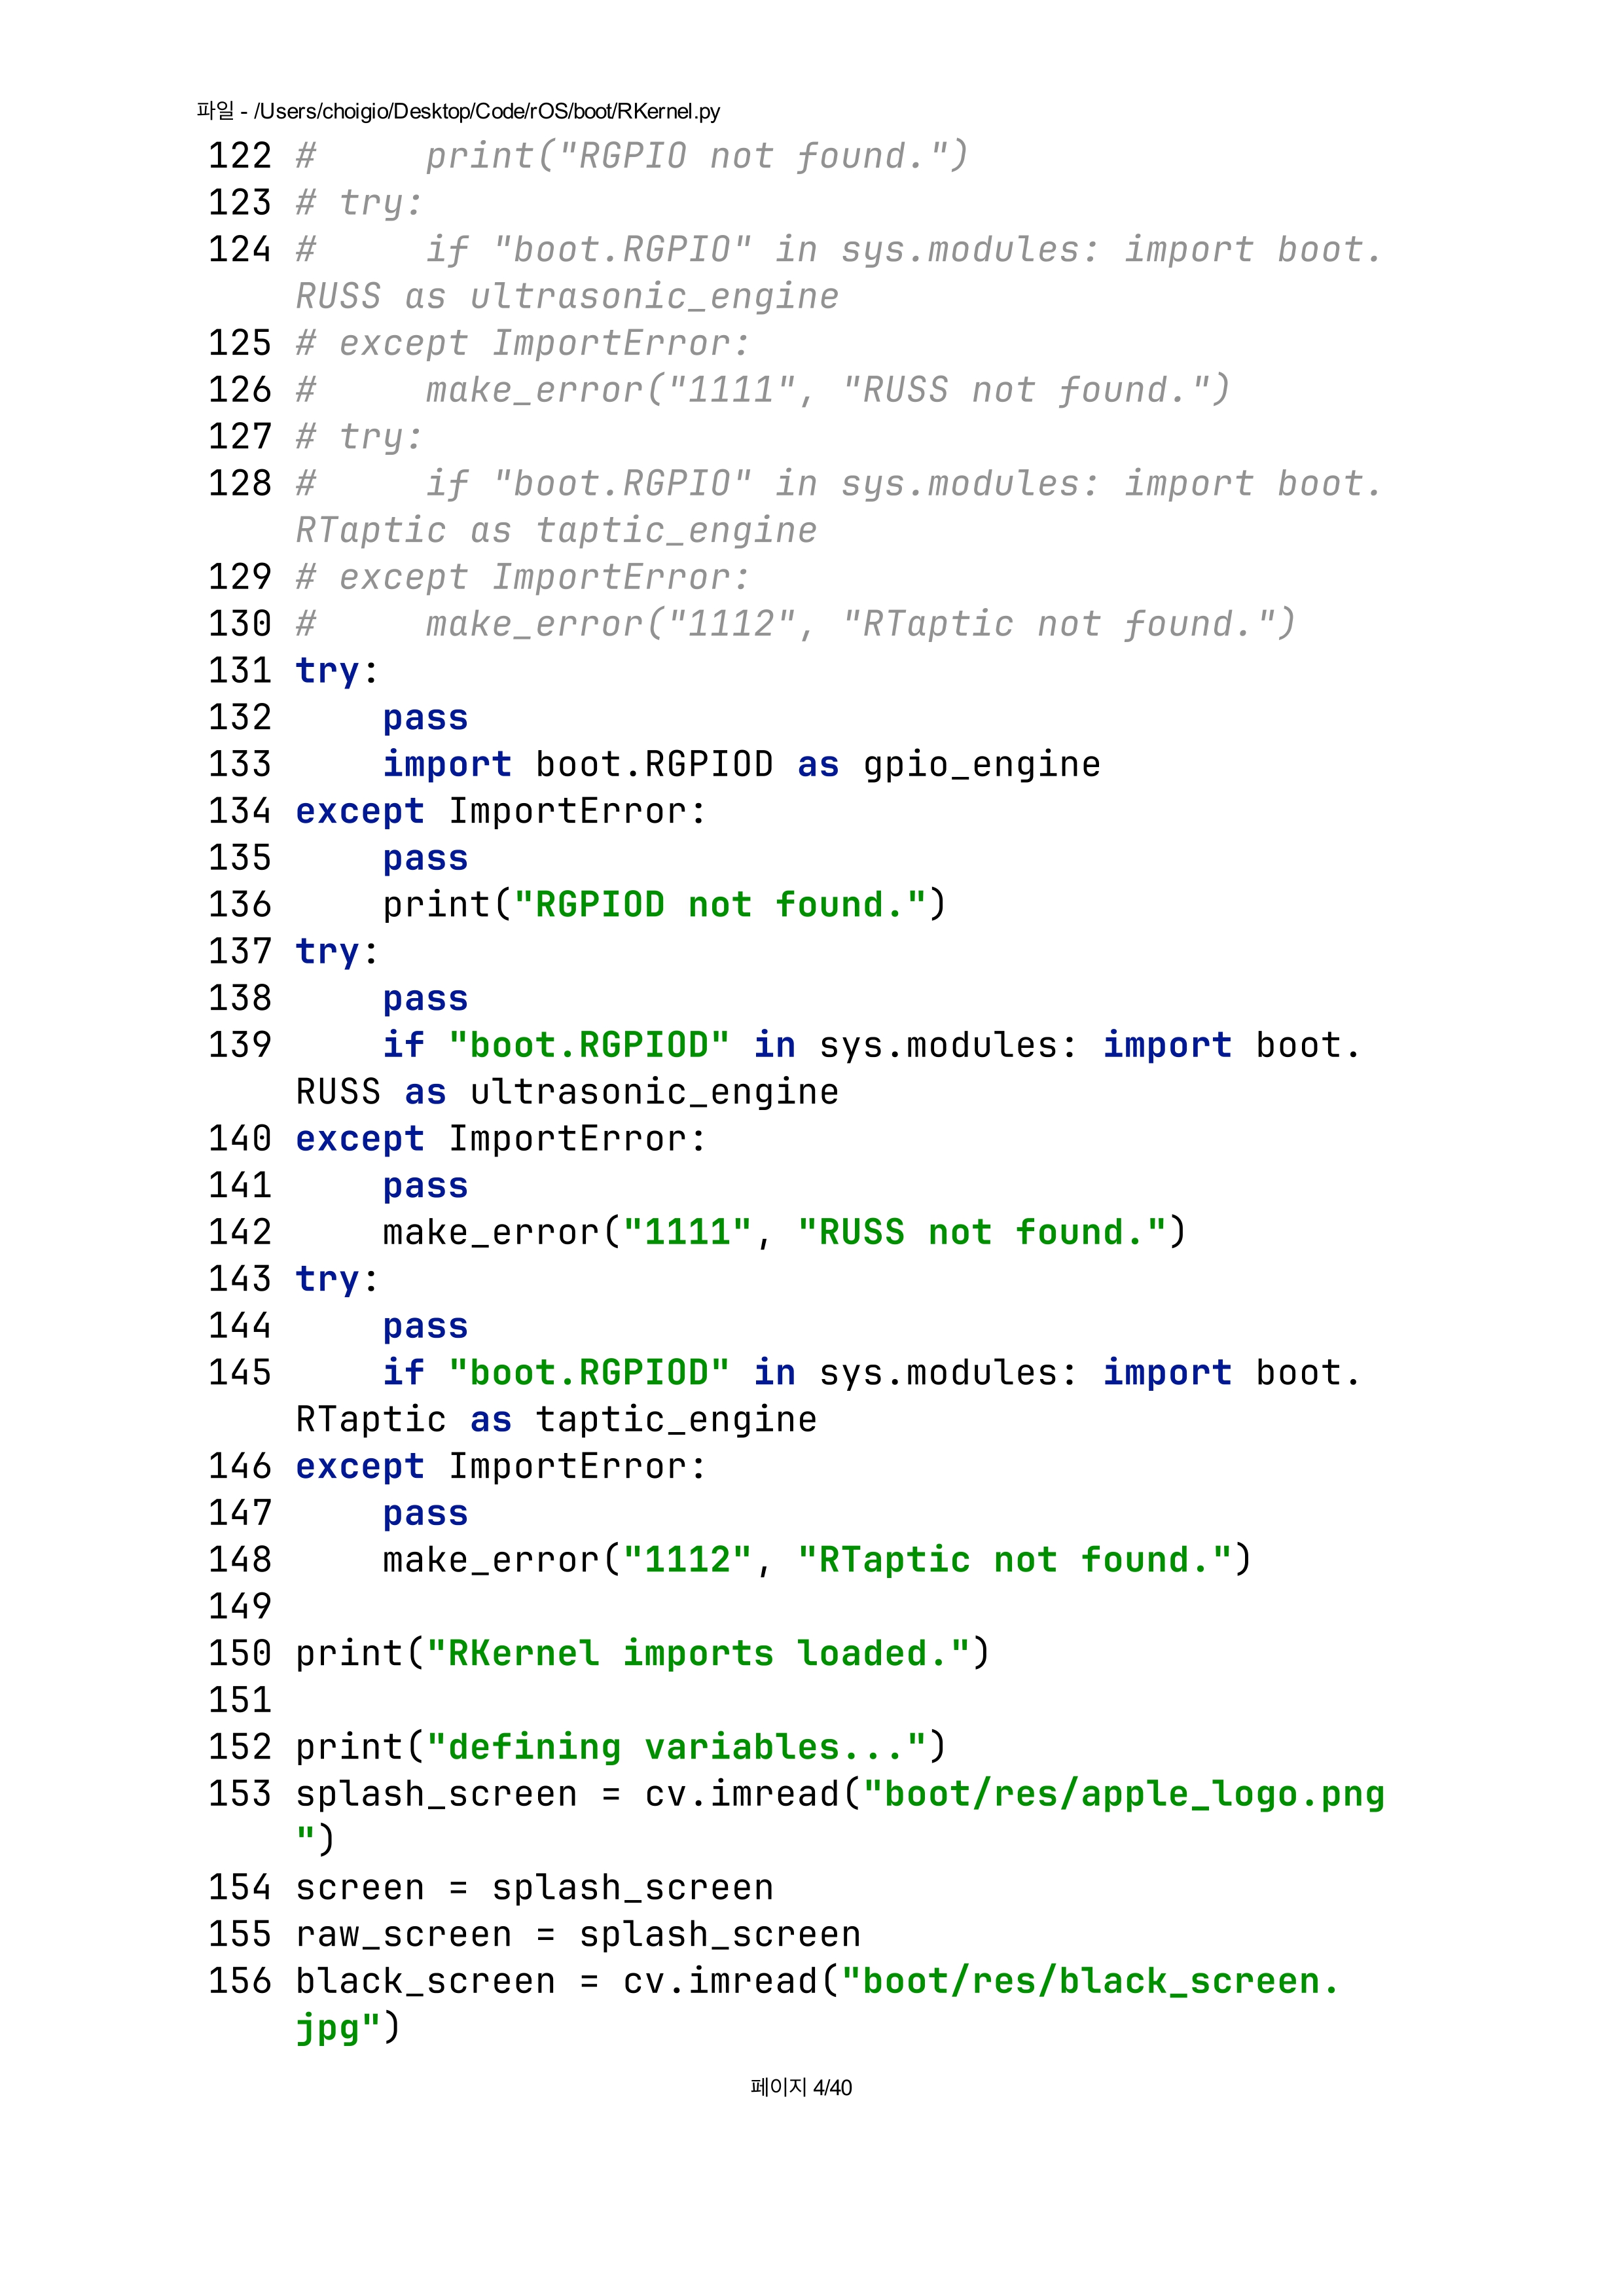 파일 - /Users/choigio/Desktop/Code/rOS/boot/RKernel.py
122 #     print("RGPIO not found.")
123 # try:
124 #     if "boot.RGPIO" in sys.modules: import boot.
RUSS as ultrasonic_engine
125 # except ImportError:
126 #     make_error("1111", "RUSS not found.")
127 # try:
128 #     if "boot.RGPIO" in sys.modules: import boot.
RTaptic as taptic_engine
129 # except ImportError:
130 #     make_error("1112", "RTaptic not found.")
131 try:
132     pass
133     import boot.RGPIOD as gpio_engine
134 except ImportError:
135     pass
136     print("RGPIOD not found.")
137 try:
138     pass
139     if "boot.RGPIOD" in sys.modules: import boot.
RUSS as ultrasonic_engine
140 except ImportError:
141     pass
142     make_error("1111", "RUSS not found.")
143 try:
144     pass
145     if "boot.RGPIOD" in sys.modules: import boot.
RTaptic as taptic_engine
146 except ImportError:
147     pass
148     make_error("1112", "RTaptic not found.")
149
150 print("RKernel imports loaded.")
151
152 print("defining variables...")
153 splash_screen = cv.imread("boot/res/apple_logo.png
")
154 screen = splash_screen
155 raw_screen = splash_screen
156 black_screen = cv.imread("boot/res/black_screen.
jpg")
페이지 4/40